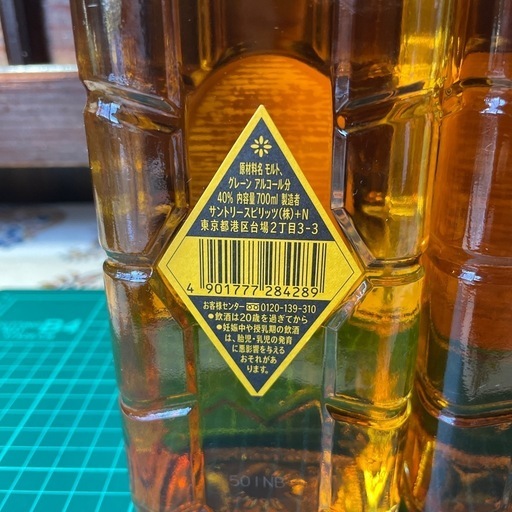 原材料名 モルト、
グレーン アルコール分
40% 内容量700ml 製造者
サントリースピリッツ(株)+N
東京都港区台場2丁目3-3
4 901777 284289
お客様センター 0120-139-310
●飲酒は20歳を過ぎてから
●妊娠中や授乳期の飲酒
は、胎児・乳児の発育
に悪影響を与える
おそれがあ
ります。
50INB